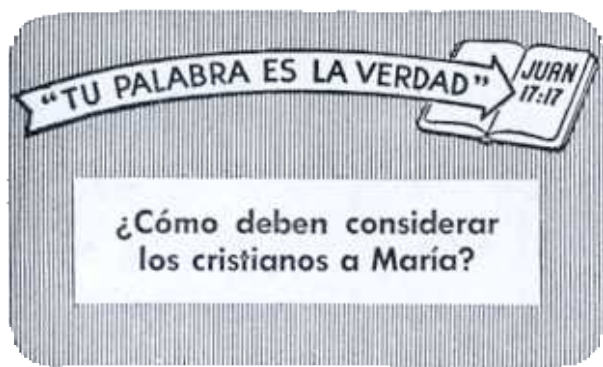 "TU PALABRA ES LA VERDAD"
JUAN
17:17
¿Cómo deben considerar
los cristianos a María?